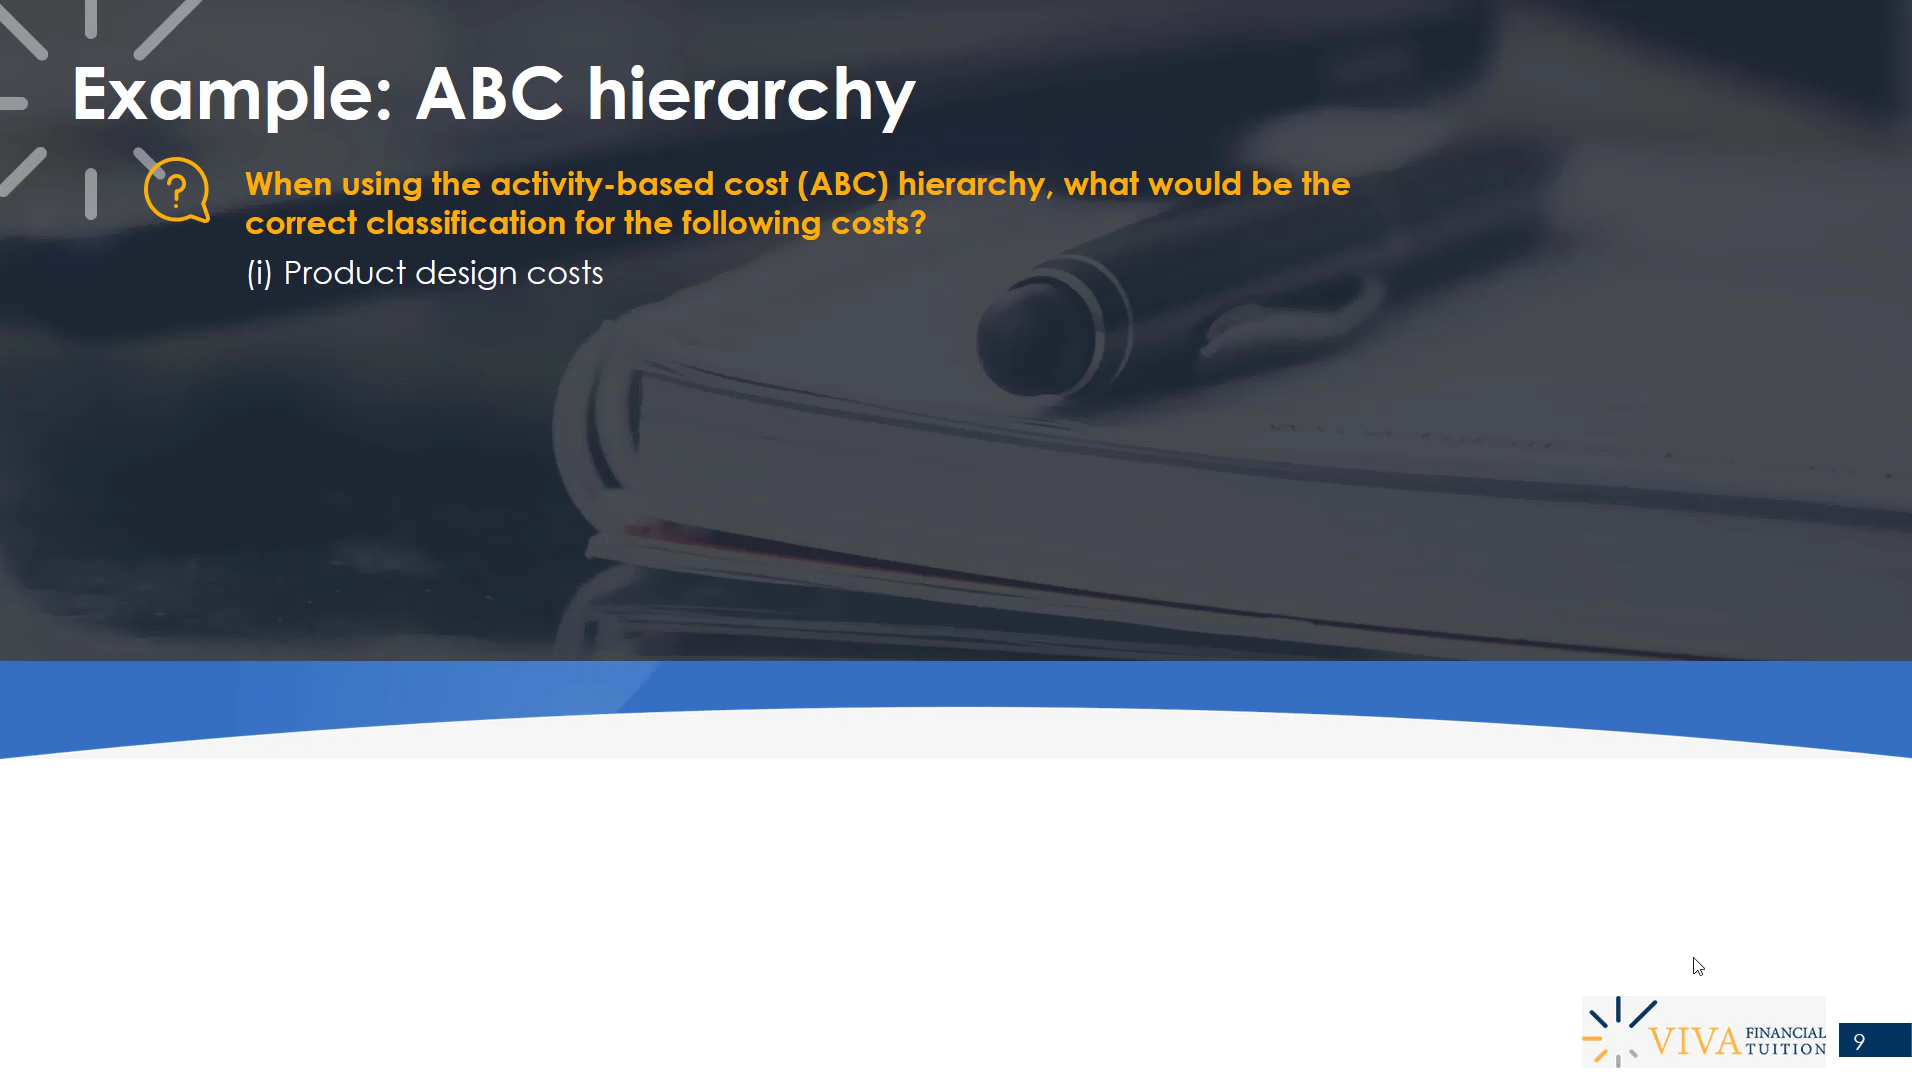 Example: ABC hierarchy
?
When using the activity-based cost (ABC) hierarchy, what would be the
correct classification for the following costs?
(i) Product design costs
VIVA FINANCIAL
TUITION
9